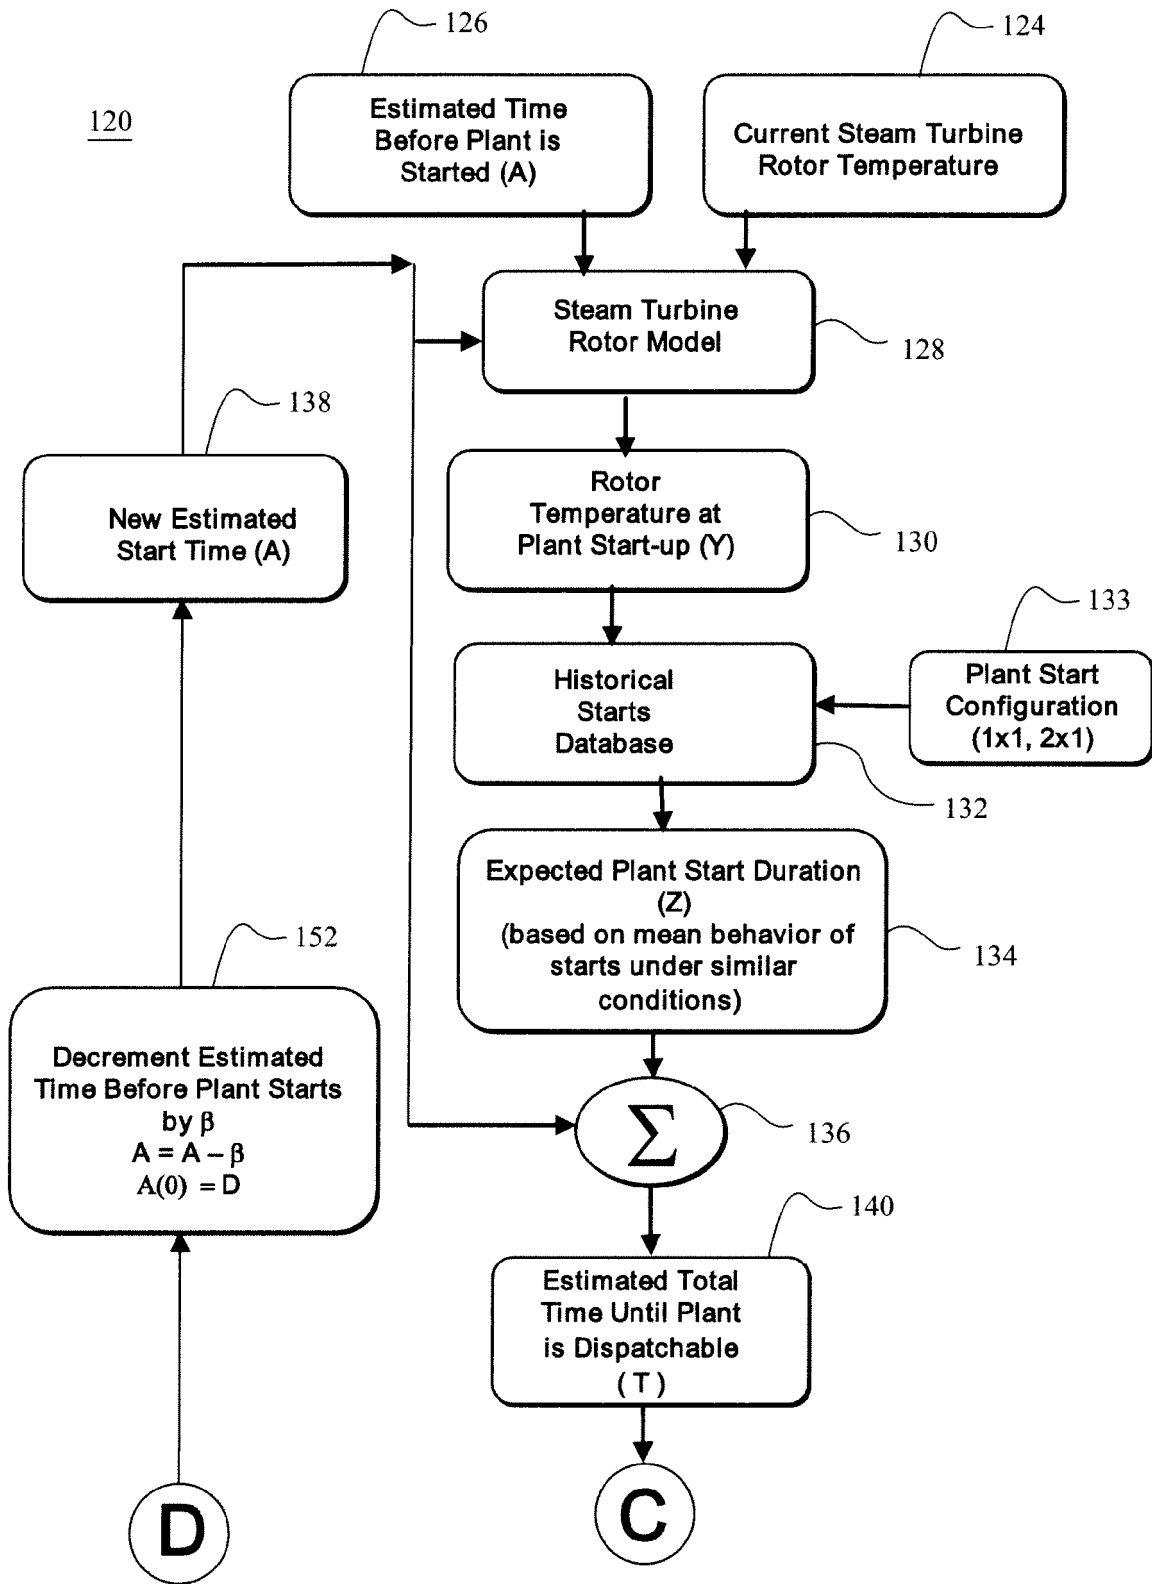 126
124
120
Estimated Time
Before Plant is
Started (A)
Current Steam Turbine
Rotor Temperature
Steam Turbine
Rotor Model
128
138
New Estimated
Start Time (A)
Rotor
Temperature at
Plant Start-up (Y)
130
133
Historical
Starts
Database
Plant Start
Configuration
(1x1, 2x1)
132
Expected Plant Start Duration
(Z)
(based on mean behavior of
starts under similar
conditions)
134
152
Decrement Estimated
Time Before Plant Starts
by β
A = A – β
A(0) = D
Σ
136
140
Estimated Total
Time Until Plant
is Dispatchable
( T )
D
C